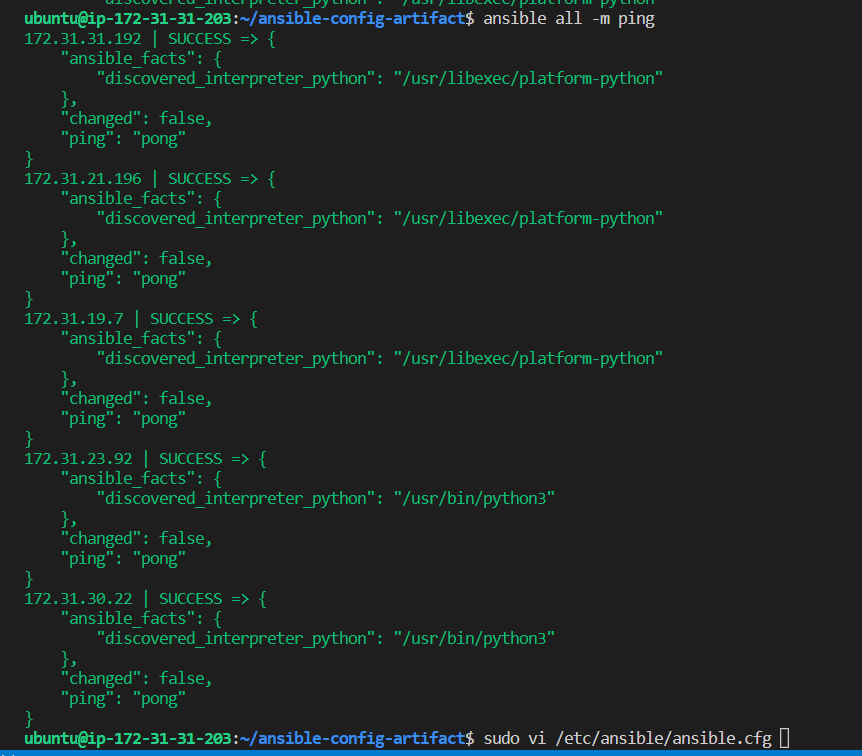 "discovered_interpreter_python": "/usr/libexec/platform-python"
ubuntu@ip-172-31-31-203:~/ansible-config-artifact$ ansible all -m ping
172.31.31.192 | SUCCESS => {
    "ansible_facts": {
        "discovered_interpreter_python": "/usr/libexec/platform-python"
    },
    "changed": false,
    "ping": "pong"
}
172.31.21.196 | SUCCESS => {
    "ansible_facts": {
        "discovered_interpreter_python": "/usr/libexec/platform-python"
    },
    "changed": false,
    "ping": "pong"
}
172.31.19.7 | SUCCESS => {
    "ansible_facts": {
        "discovered_interpreter_python": "/usr/libexec/platform-python"
    },
    "changed": false,
    "ping": "pong"
}
172.31.23.92 | SUCCESS => {
    "ansible_facts": {
        "discovered_interpreter_python": "/usr/bin/python3"
    },
    "changed": false,
    "ping": "pong"
}
172.31.30.22 | SUCCESS => {
    "ansible_facts": {
        "discovered_interpreter_python": "/usr/bin/python3"
    },
    "changed": false,
    "ping": "pong"
}
ubuntu@ip-172-31-31-203:~/ansible-config-artifact$ sudo vi /etc/ansible/ansible.cfg